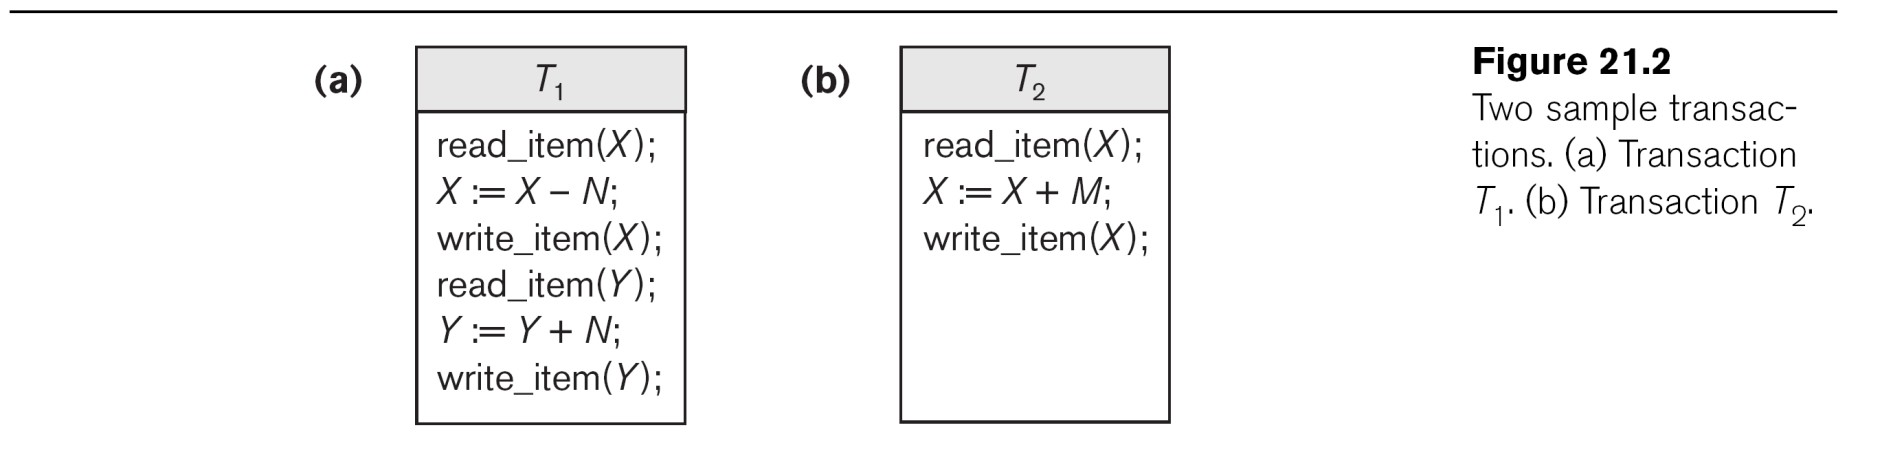 (a)
T1
read_item(X);
X := X – N;
write_item(X);
read_item(Y);
Y := Y + N;
write_item(Y);
(b)
T2
read_item(X);
X := X + M;
write_item(X);
Figure 21.2
Two sample transac-
tions. (a) Transaction
T1. (b) Transaction T2.